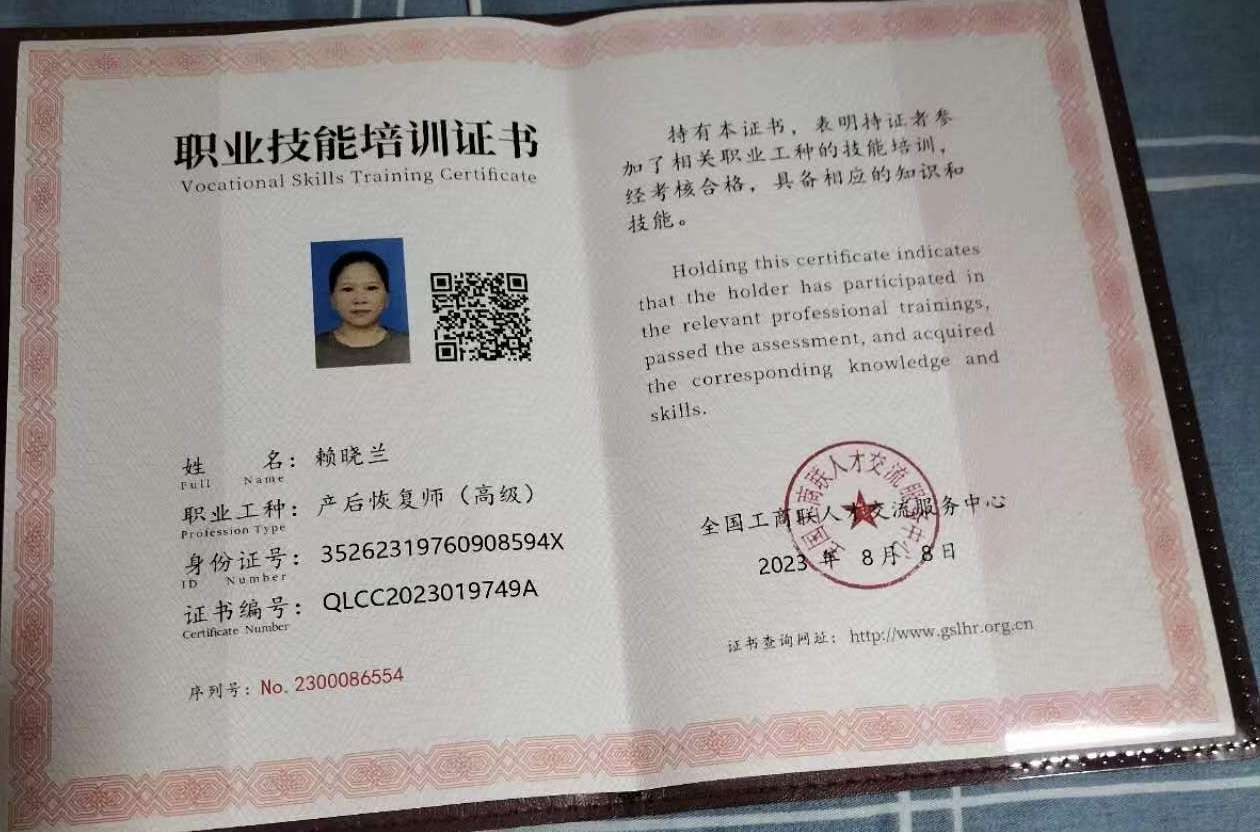 职业技能培训证书
Vocational Skills Training Certificate
姓 名：赖晓兰
Full Name
职业工种：产后恢复师（高级）
Profession Type
身份证号：35262319760908594X
ID Number
证书编号：QLCC2023019749A
Certificate Number
序列号：No. 2300086554
持有本证书，表明持证者参
加了相关职业工种的技能培训，
经考核合格，具备相应的知识和
技能。
Holding this certificate indicates
that the holder has participated in
the relevant professional trainings,
passed the assessment, and acquired
the corresponding knowledge and
skills.
全国工商联人才交流服务中心
全国工商联人才交流服务中心
2023 年 8 月 8 日
证书查询网址：http://www.gslhr.org.cn